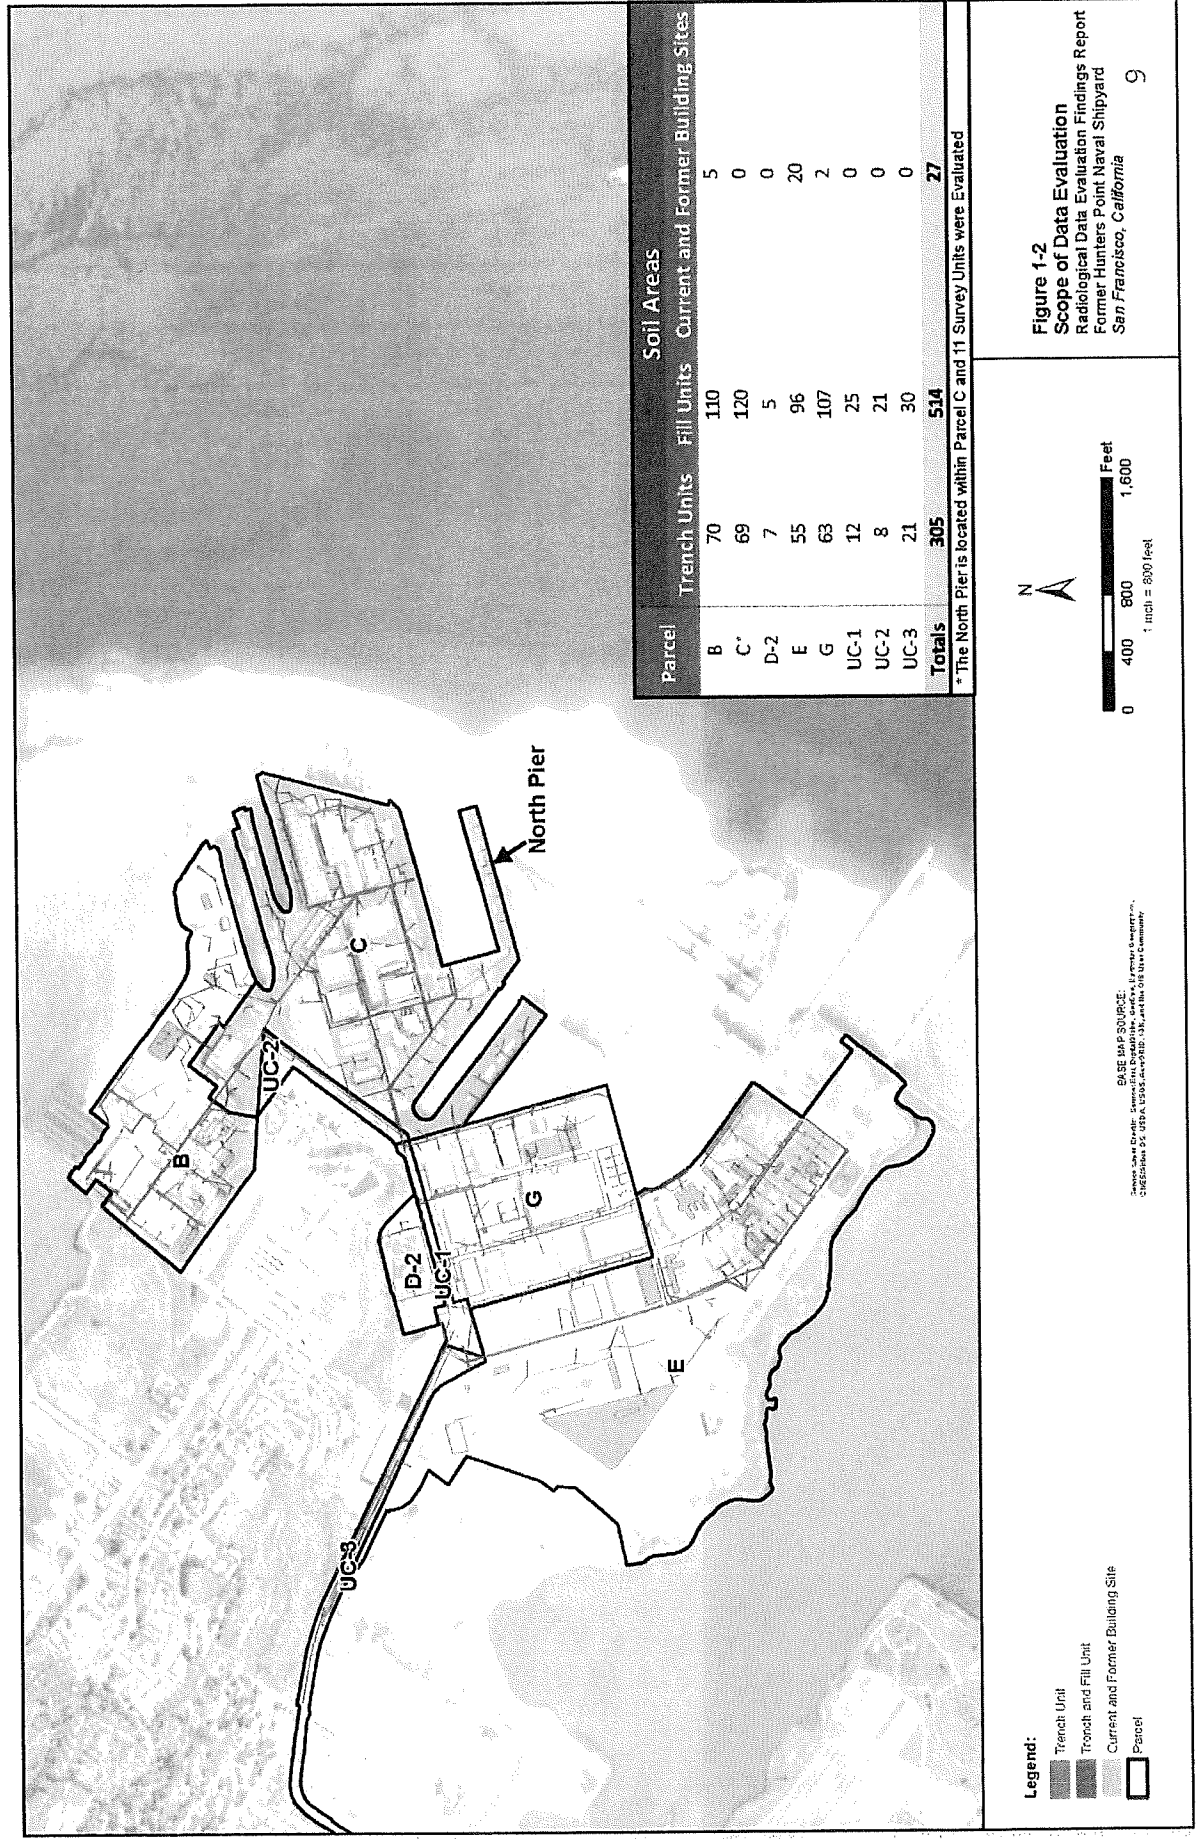 B
UC-2
C
North Pier
D-2
UC-1
G
E
UC-3
Soil Areas
Parcel Trench Units Fill Units Current and Former Building Sites
B 70 110 5
C* 69 120 0
D-2 7 5 0
E 55 96 20
G 63 107 2
UC-1 12 25 0
UC-2 8 21 0
UC-3 21 30 0
Totals 305 514 27
* The North Pier is located within Parcel C and 11 Survey Units were Evaluated
Legend:
Trench Unit
Trench and Fill Unit
Current and Former Building Site
Parcel
BASE MAP SOURCE:
N
0 400 800 1,600
Feet
1 inch = 800 feet
Figure 1-2
Scope of Data Evaluation
Radiological Data Evaluation Findings Report
Former Hunters Point Naval Shipyard
San Francisco, California
9